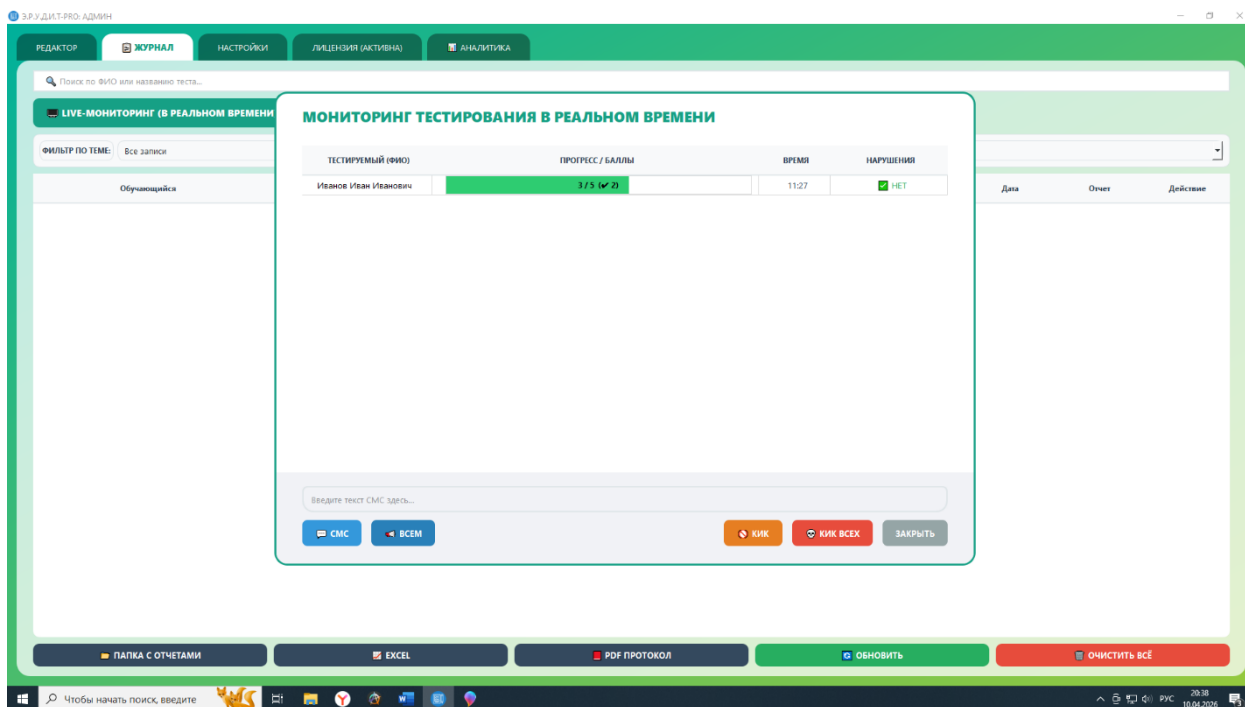 Э.Р.У.Д.И.Т-PRO: АДМИН
РЕДАКТОР
ЖУРНАЛ
НАСТРОЙКИ
ЛИЦЕНЗИЯ (АКТИВНА)
АНАЛИТИКА
Поиск по ФИО или названию теста...
LIVE-МОНИТОРИНГ (В РЕАЛЬНОМ ВРЕМЕНИ
ФИЛЬТР ПО ТЕМЕ:
Все записи
Обучающийся
Дата
Отчет
Действие
МОНИТОРИНГ ТЕСТИРОВАНИЯ В РЕАЛЬНОМ ВРЕМЕНИ
ТЕСТИРУЕМЫЙ (ФИО)
ПРОГРЕСС / БАЛЛЫ
ВРЕМЯ
НАРУШЕНИЯ
Иванов Иван Иванович
3 / 5 (✔ 2)
11:27
✅ НЕТ
Введите текст СМС здесь...
СМС
ВСЕМ
КИК
КИК ВСЕХ
ЗАКРЫТЬ
ПАПКА С ОТЧЕТАМИ
EXCEL
PDF ПРОТОКОЛ
ОБНОВИТЬ
ОЧИСТИТЬ ВСЁ
Чтобы начать поиск, введите
РУС
20:38
10.04.2026